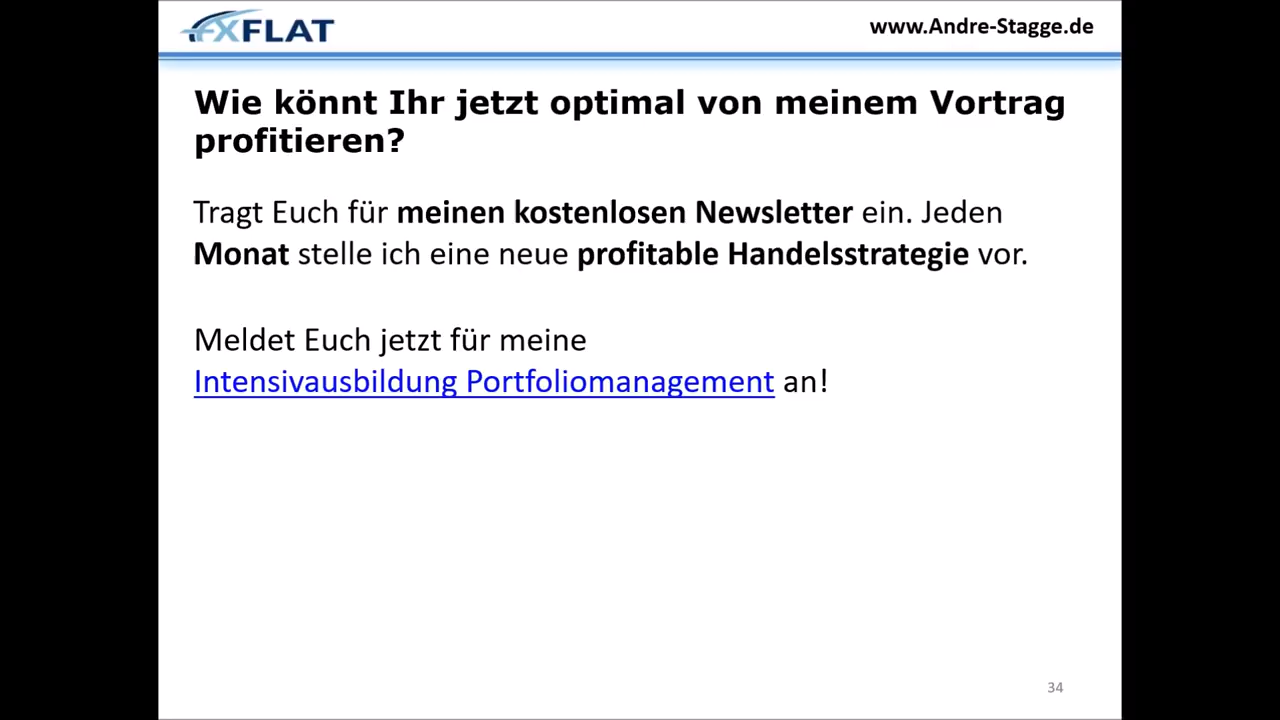 FXFLAT
www.Andre-Stagge.de
Wie könnt Ihr jetzt optimal von meinem Vortrag
profitieren?
Tragt Euch für meinen kostenlosen Newsletter ein. Jeden
Monat stelle ich eine neue profitable Handelsstrategie vor.
Meldet Euch jetzt für meine
Intensivausbildung Portfoliomanagement an!
34